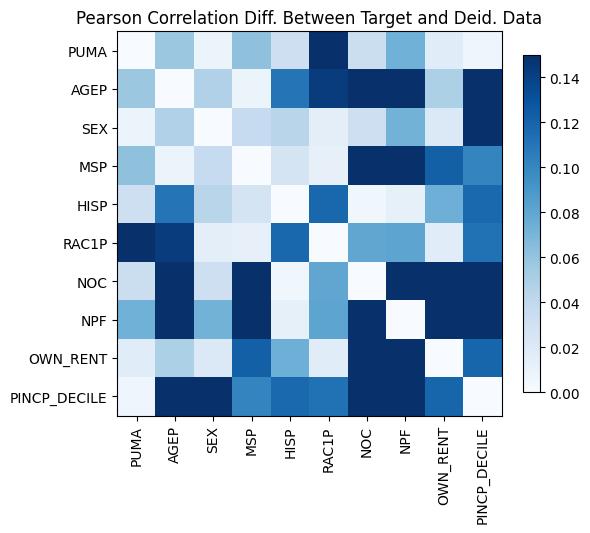 Pearson Correlation Diff. Between Target and Deid. Data
PUMA
AGEP
SEX
MSP
HISP
RAC1P
NOC
NPF
OWN_RENT
PINCP_DECILE
PUMA
AGEP
SEX
MSP
HISP
RAC1P
NOC
NPF
OWN_RENT
PINCP_DECILE
0.14
0.12
0.10
0.08
0.06
0.04
0.02
0.00